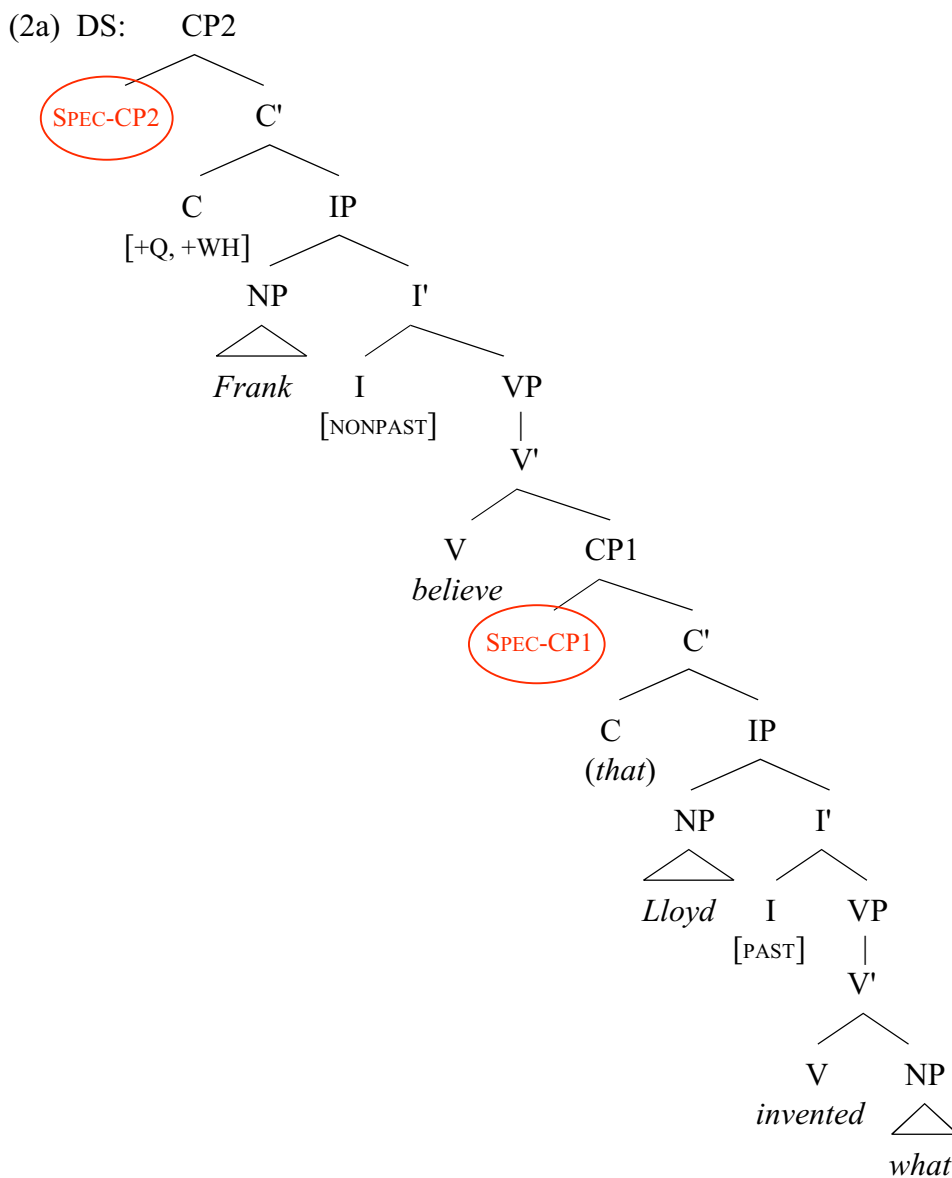 (2a) DS: CP2
SPEC-CP2 C'
C IP
[+Q, +WH]
NP I'
Frank I VP
[NONPAST]
V'
V CP1
believe
SPEC-CP1 C'
C IP
(that)
NP I'
Lloyd I VP
[PAST]
V'
V NP
invented
what